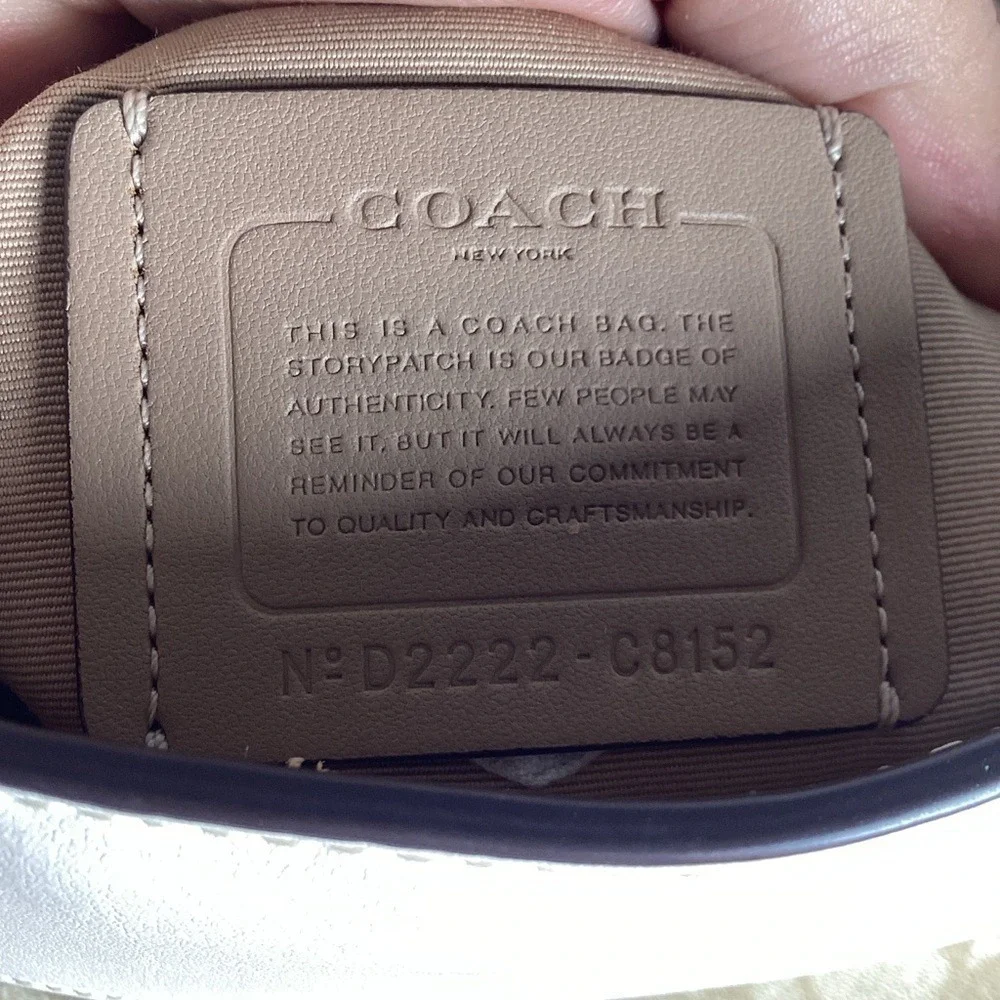 COACH
NEW YORK
THIS IS A COACH BAG. THE
STORYPATCH IS OUR BADGE OF
AUTHENTICITY. FEW PEOPLE MAY
SEE IT, BUT IT WILL ALWAYS BE A
REMINDER OF OUR COMMITMENT
TO QUALITY AND CRAFTSMANSHIP.
Nº D2222 - C8152